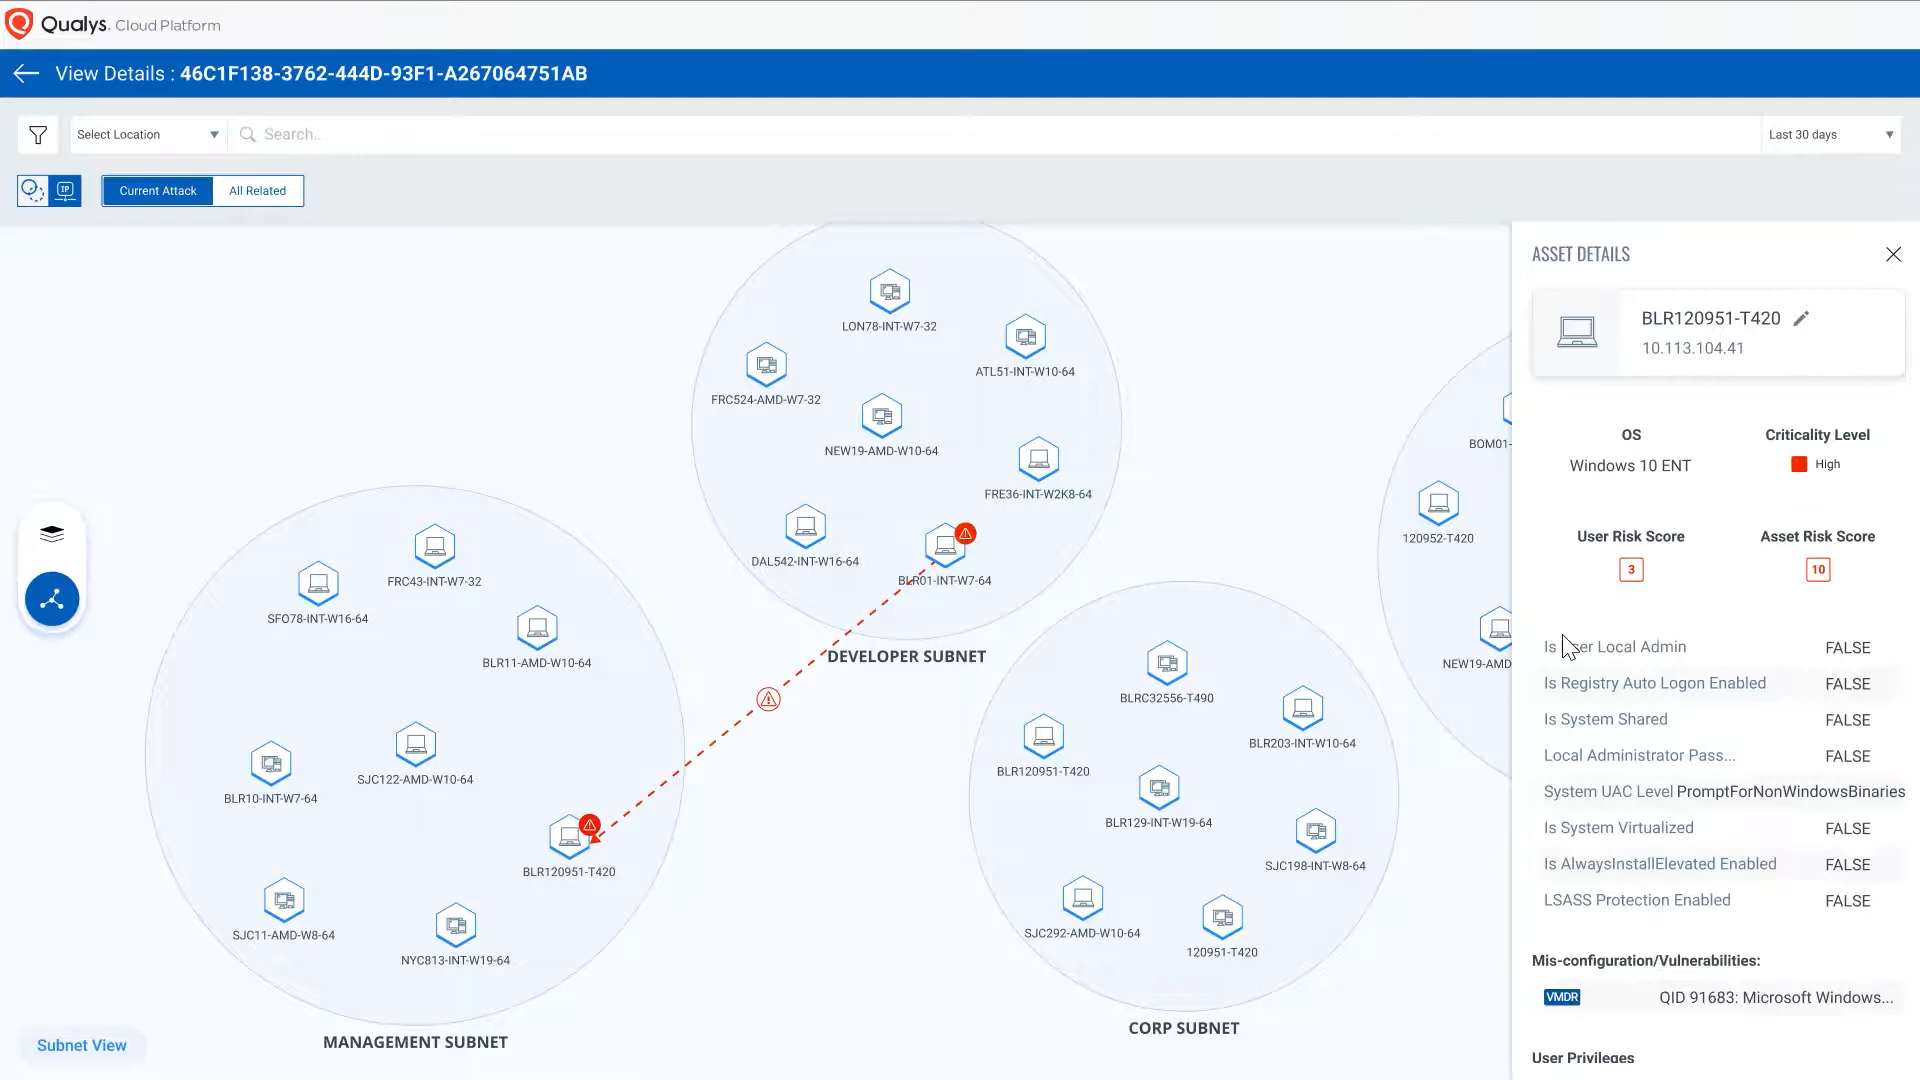 Qualys. Cloud Platform
View Details : 46C1F138-3762-444D-93F1-A267064751AB
Select Location
Search..
Last 30 days
IP
Current Attack
All Related
LON78-INT-W7-32
ATL51-INT-W10-64
FRC524-AMD-W7-32
NEW19-AMD-W10-64
FRE36-INT-W2K8-64
DAL542-INT-W16-64
BLR01-INT-W7-64
DEVELOPER SUBNET
FRC43-INT-W7-32
SFO78-INT-W16-64
BLR11-AMD-W10-64
SJC122-AMD-W10-64
BLR10-INT-W7-64
BLR120951-T420
SJC11-AMD-W8-64
NYC813-INT-W19-64
MANAGEMENT SUBNET
BLRC32556-T490
BLR203-INT-W10-64
BLR120951-T420
BLR129-INT-W19-64
SJC198-INT-W8-64
SJC292-AMD-W10-64
120951-T420
CORP SUBNET
BOM01-
120952-T420
NEW19-AMD
Subnet View
ASSET DETAILS
BLR120951-T420
10.113.104.41
OS
Windows 10 ENT
Criticality Level
High
User Risk Score
3
Asset Risk Score
10
Is User Local Admin FALSE
Is Registry Auto Logon Enabled FALSE
Is System Shared FALSE
Local Administrator Pass... FALSE
System UAC Level PromptForNonWindowsBinaries
Is System Virtualized FALSE
Is AlwaysInstallElevated Enabled FALSE
LSASS Protection Enabled FALSE
Mis-configuration/Vulnerabilities:
VMDR QID 91683: Microsoft Windows...
User Privileges